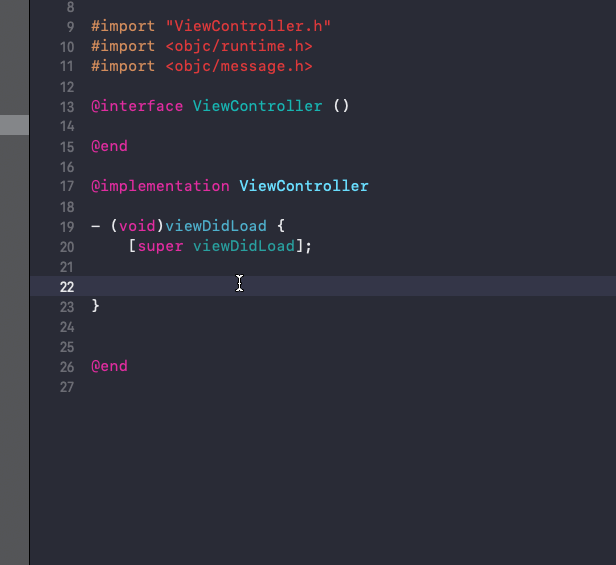 8
9 #import "ViewController.h"
10 #import <objc/runtime.h>
11 #import <objc/message.h>
12
13 @interface ViewController ()
14
15 @end
16
17 @implementation ViewController
18
19 - (void)viewDidLoad {
20     [super viewDidLoad];
21
22
23 }
24
25
26 @end
27